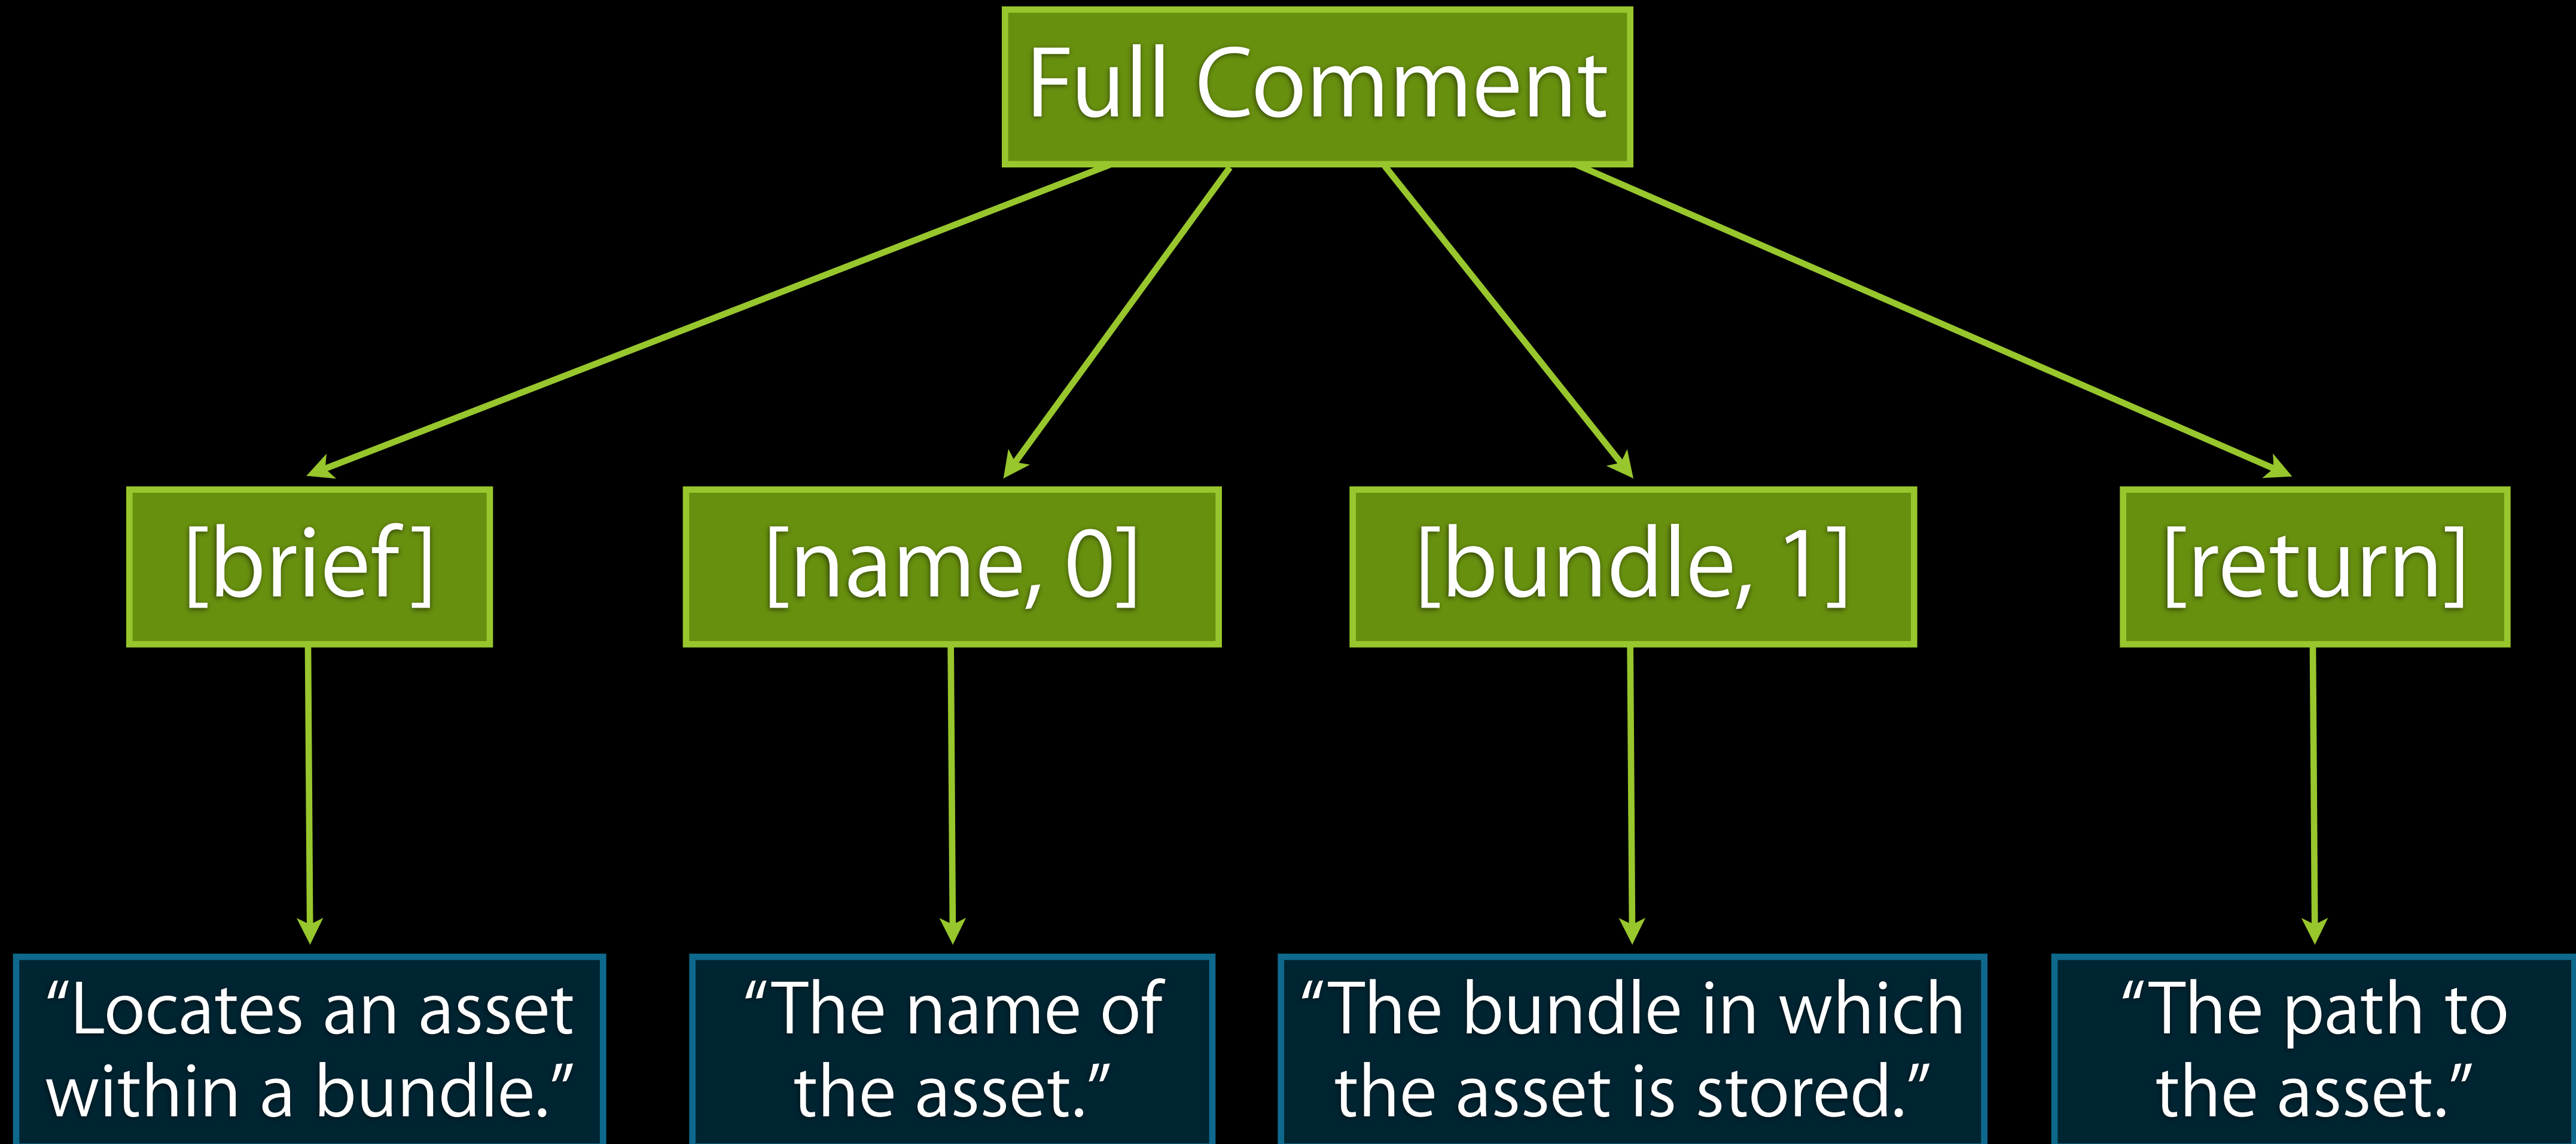 Full Comment
[brief]
[name, 0]
[bundle, 1]
[return]
“Locates an asset
within a bundle.”
“The name of
the asset.”
“The bundle in which
the asset is stored.”
“The path to
the asset.”